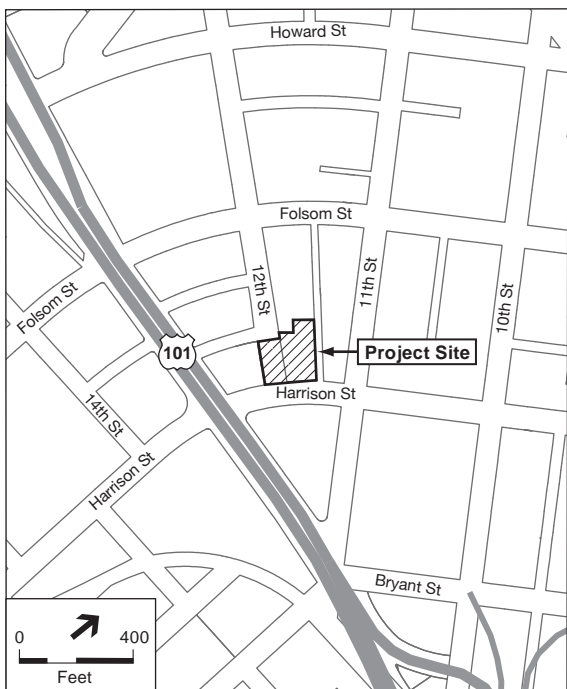 Howard St
Folsom St
12th St
11th St
10th St
Folsom St
101
Project Site
14th St
Harrison St
Harrison St
Bryant St
0 400
Feet